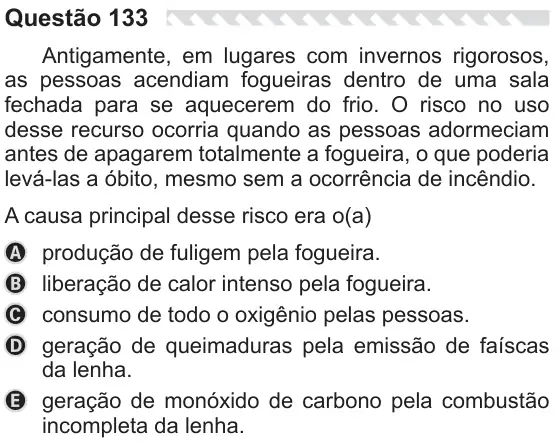 Questão 133
Antigamente, em lugares com invernos rigorosos,
as pessoas acendiam fogueiras dentro de uma sala
fechada para se aquecerem do frio. O risco no uso
desse recurso ocorria quando as pessoas adormeciam
antes de apagarem totalmente a fogueira, o que poderia
levá-las a óbito, mesmo sem a ocorrência de incêndio.
A causa principal desse risco era o(a)
A produção de fuligem pela fogueira.
B liberação de calor intenso pela fogueira.
C consumo de todo o oxigênio pelas pessoas.
D geração de queimaduras pela emissão de faíscas
da lenha.
E geração de monóxido de carbono pela combustão
incompleta da lenha.